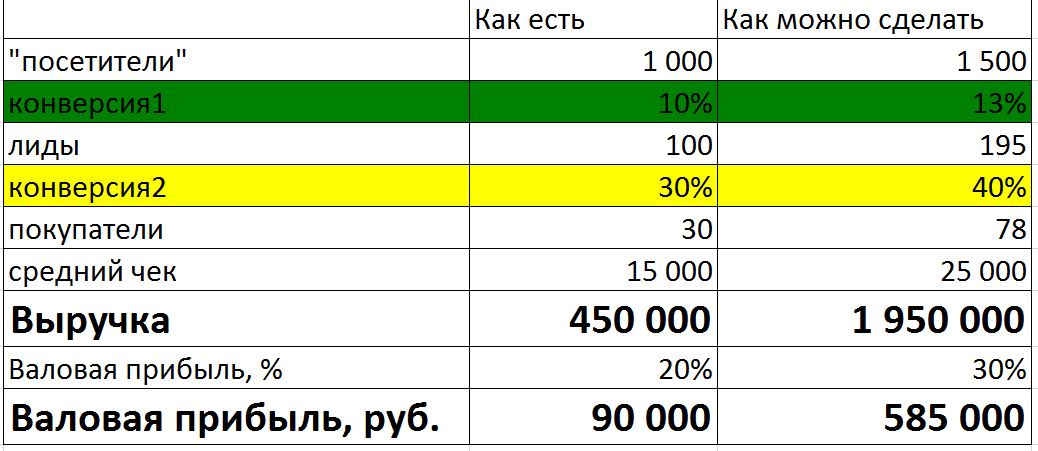 Как есть Как можно сделать
"посетители" 1 000 1 500
конверсия1 10% 13%
лиды 100 195
конверсия2 30% 40%
покупатели 30 78
средний чек 15 000 25 000
Выручка 450 000 1 950 000
Валовая прибыль, % 20% 30%
Валовая прибыль, руб. 90 000 585 000